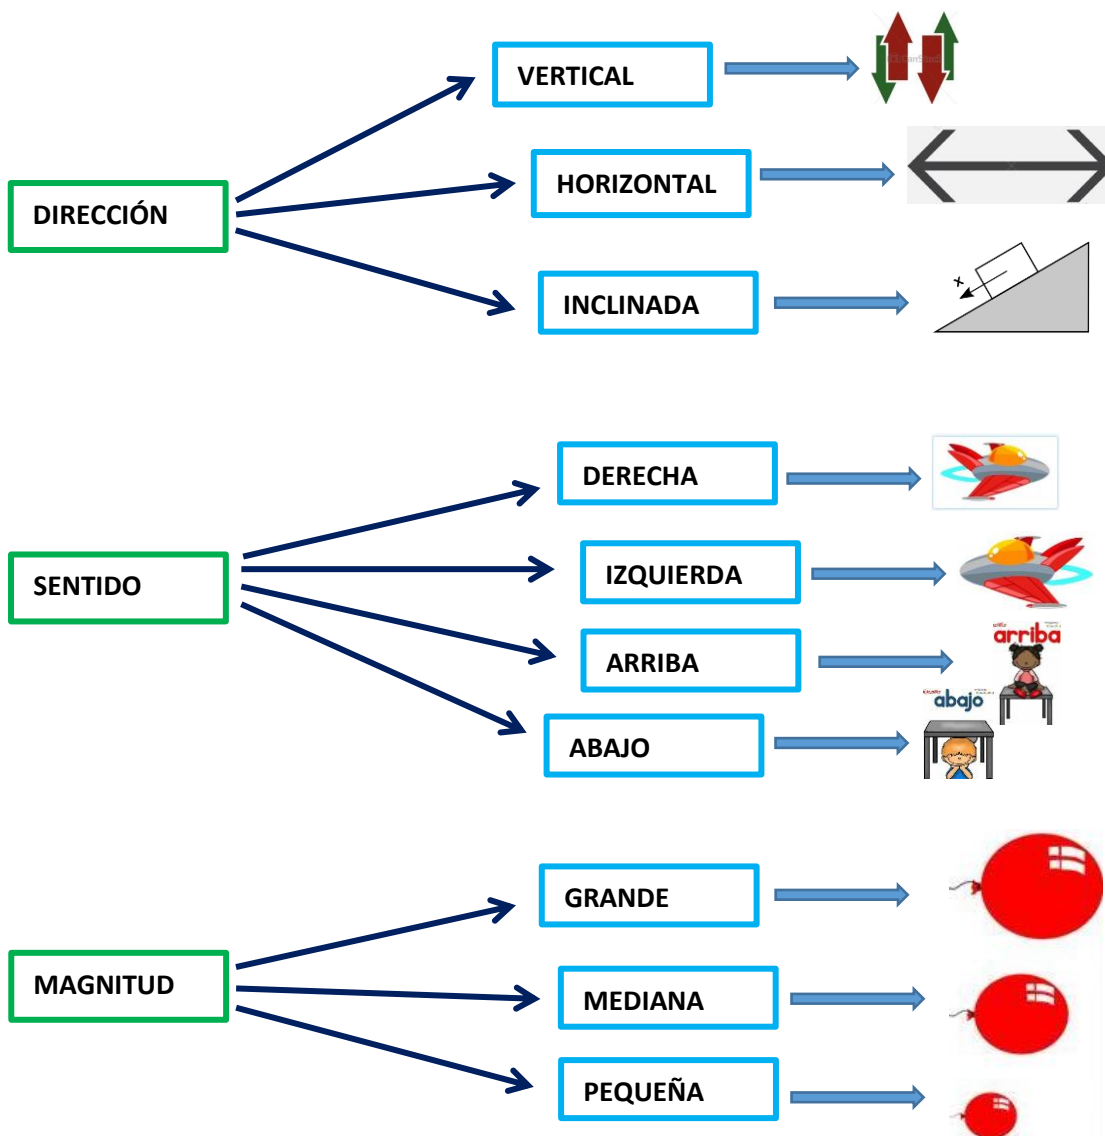 VERTICAL
HORIZONTAL
DIRECCIÓN
INCLINADA
x
DERECHA
SENTIDO
IZQUIERDA
arriba
ARRIBA
abajo
ABAJO
GRANDE
MAGNITUD
MEDIANA
PEQUEÑA